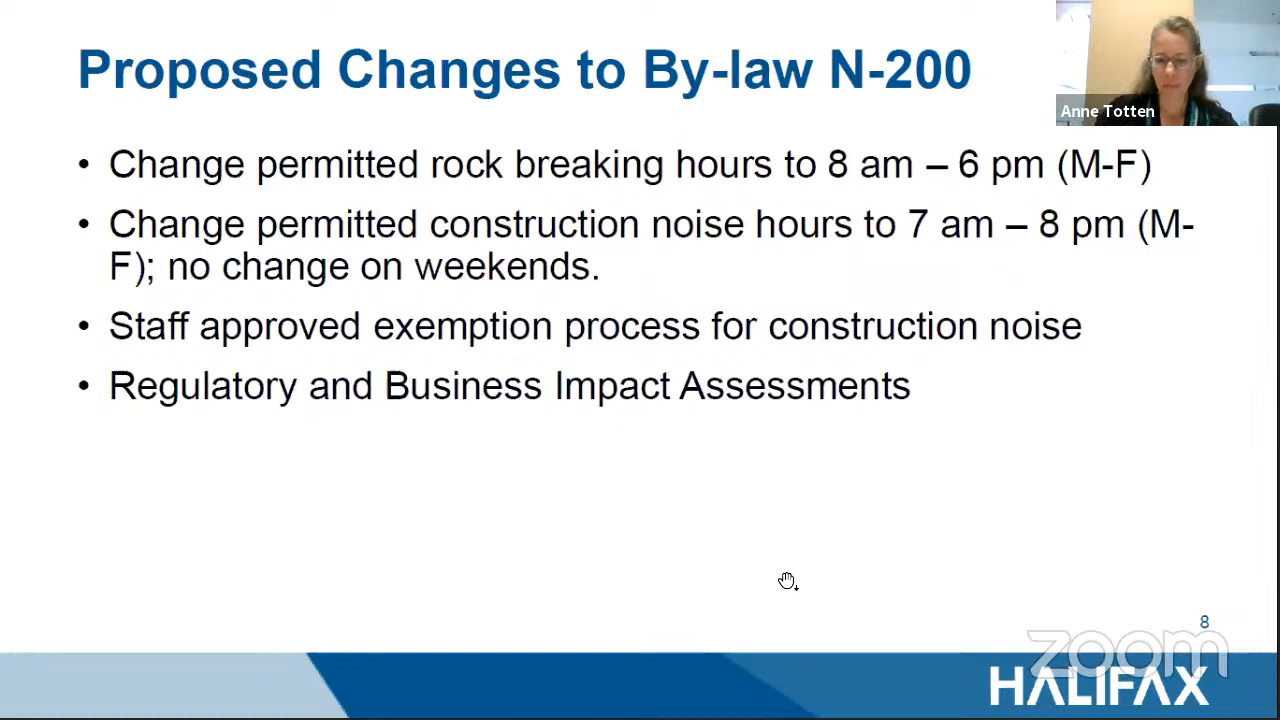 Proposed Changes to By-law N-200
Anne Totten
• Change permitted rock breaking hours to 8 am – 6 pm (M-F)
• Change permitted construction noise hours to 7 am – 8 pm (M-
F); no change on weekends.
• Staff approved exemption process for construction noise
• Regulatory and Business Impact Assessments
8
zoom
HALIFAX